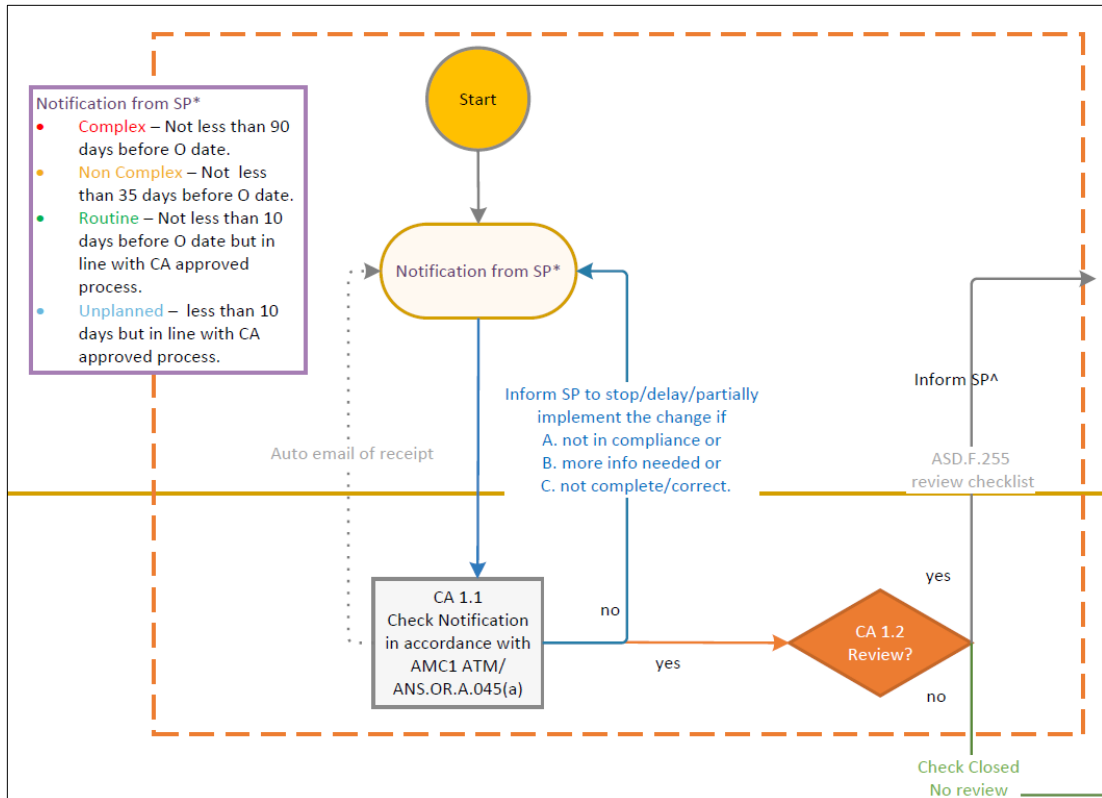 Start
Notification from SP*
• Complex – Not less than 90
days before O date.
• Non Complex – Not less
than 35 days before O date.
• Routine – Not less than 10
days before O date but in
line with CA approved
process.
• Unplanned – less than 10
days but in line with CA
approved process.
Notification from SP*
Inform SP^
Inform SP to stop/delay/partially
implement the change if
A. not in compliance or
B. more info needed or
C. not complete/correct.
Auto email of receipt
ASD.F.255
review checklist
CA 1.1
Check Notification
in accordance with
AMC1 ATM/
ANS.OR.A.045(a)
no
yes
CA 1.2
Review?
yes
no
Check Closed
No review